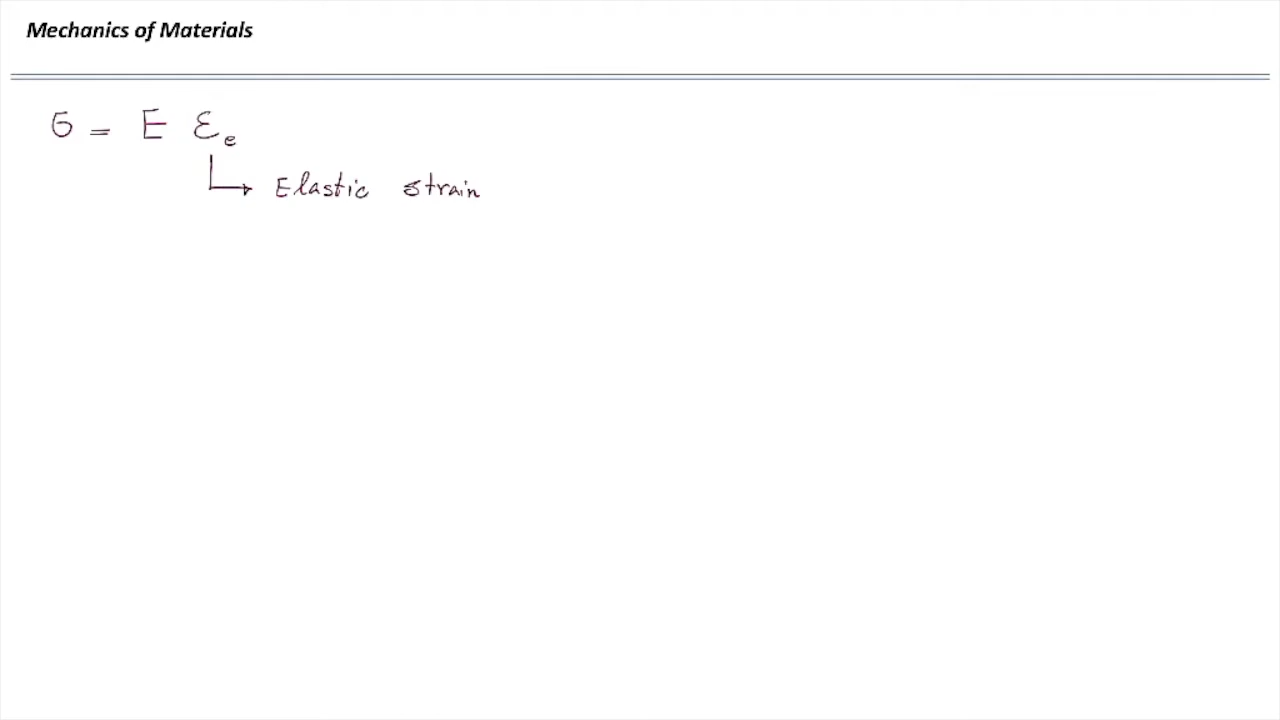 Mechanics of Materials
σ = E ε_e
Elastic strain